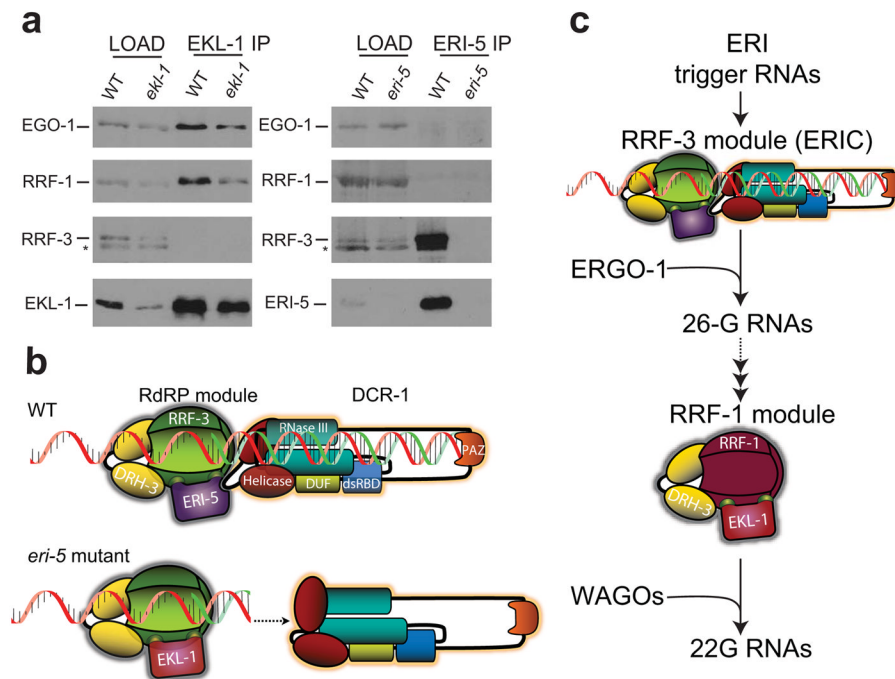 a
LOAD EKL-1 IP
WT ekl-1 WT ekl-1
EGO-1
RRF-1
RRF-3
*
EKL-1
LOAD ERI-5 IP
WT eri-5 WT eri-5
EGO-1
RRF-1
RRF-3
*
ERI-5
b
WT
RdRP module
DCR-1
RRF-3
DRH-3
ERI-5
RNase III
Helicase
DUF
dsRBD
PAZ
eri-5 mutant
EKL-1
c
ERI
trigger RNAs
RRF-3 module (ERIC)
ERGO-1
26-G RNAs
RRF-1 module
RRF-1
DRH-3
EKL-1
WAGOs
22G RNAs